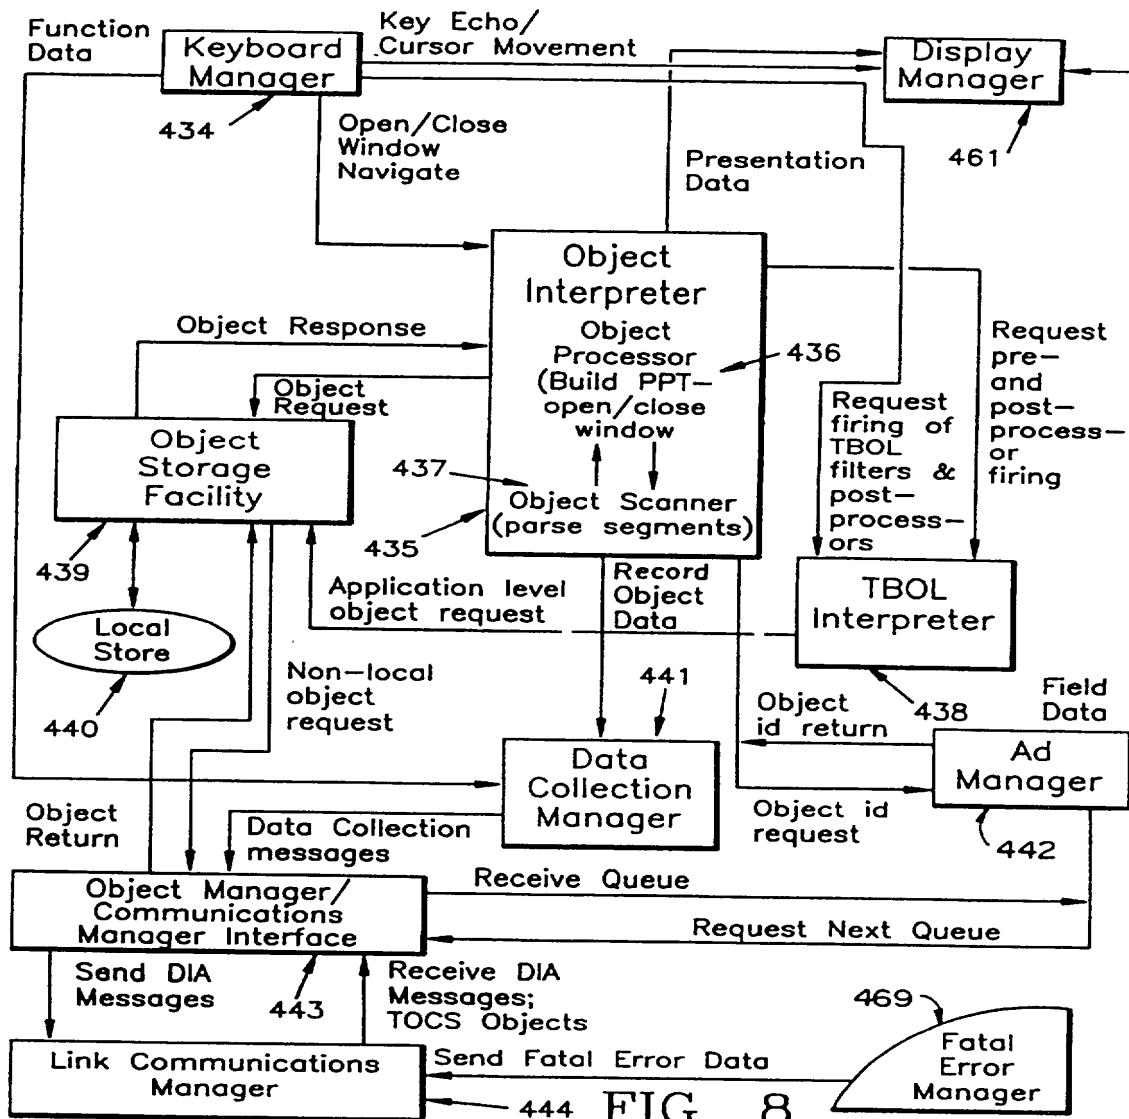 Function
Data
Keyboard
Manager
434
Key Echo/
Cursor Movement
Display
Manager
461
Open/Close
Window
Navigate
Presentation
Data
Object
Interpreter
Object
Processor
(Build PPT-
open/close
window
436
437
Object Scanner
(parse segments)
435
Object Response
Object
Request
Object
Storage
Facility
439
Local
Store
440
Request
firing of
TBOL
filters &
post-
process-
ors
Request
pre-
and
post-
process-
or
firing
TBOL
Interpreter
438
Application level
object request
Record
Object
Data
Non-local
object
request
441
Data
Collection
Manager
Object
id return
Field
Data
Ad
Manager
442
Object id
request
Object
Return
Data Collection
messages
Object Manager/
Communications
Manager Interface
443
Receive Queue
Request Next Queue
Send DIA
Messages
Receive DIA
Messages;
TOCS Objects
Link Communications
Manager
444
Send Fatal Error Data
469
Fatal
Error
Manager
FIG. 8